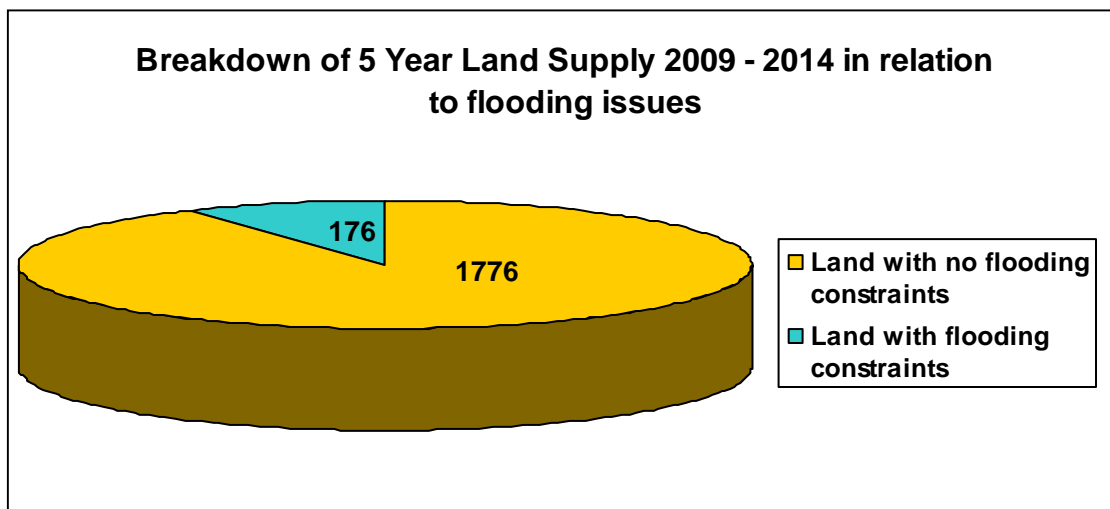 Breakdown of 5 Year Land Supply 2009 - 2014 in relation
to flooding issues
176
1776
Land with no flooding
constraints
Land with flooding
constraints